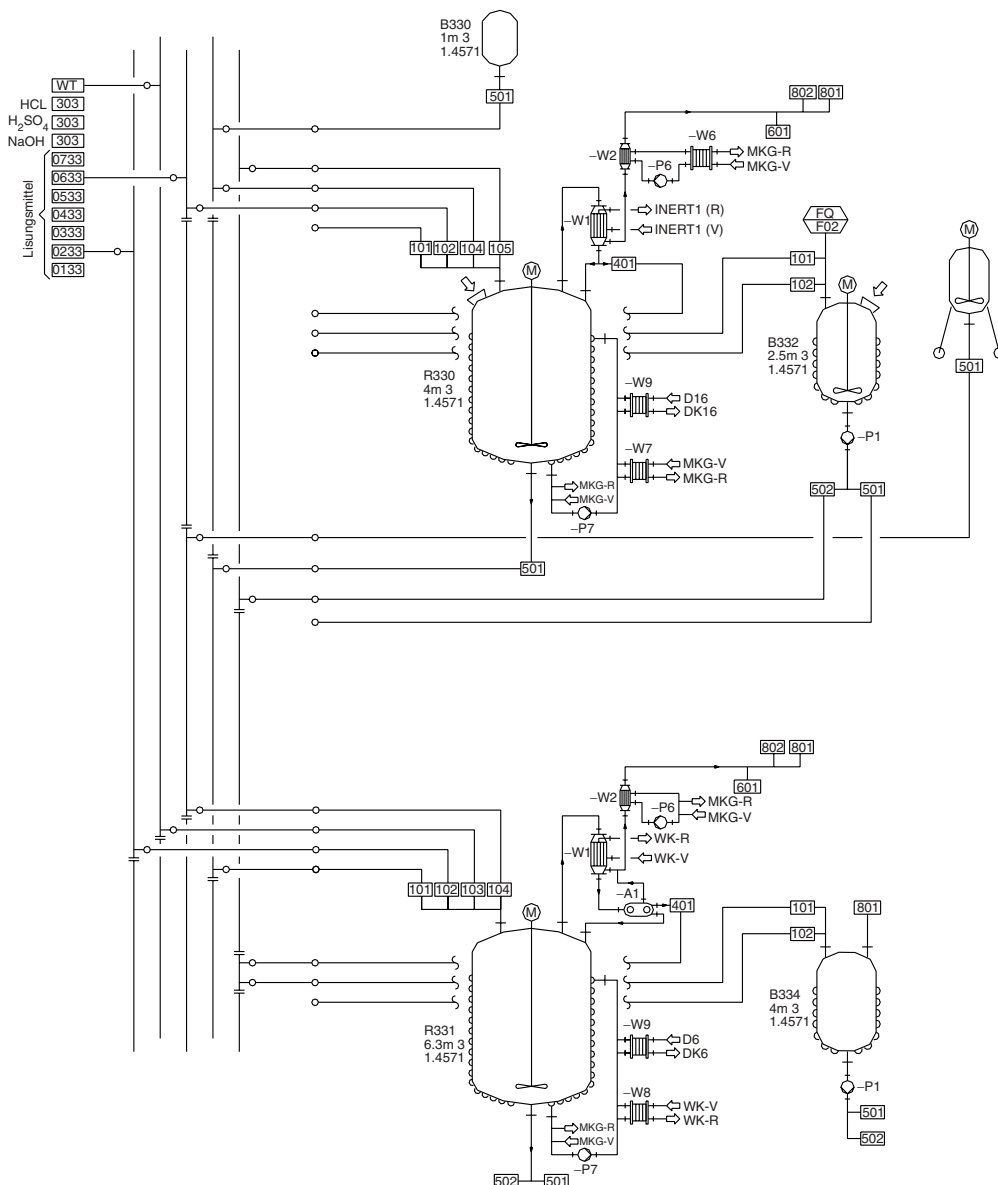 B330
1m 3
1.4571
501
WT
HCL 303
H2SO4 303
NaOH 303
0733
0633
0533
0433
0333
0233
0133
Lisungsmittel
802 801
601
–W6
MKG-R
MKG-V
–W2
–P6
–W1
INERT1 (R)
INERT1 (V)
401
101 102 104 105
M
R330
4m 3
1.4571
–W9
D16
DK16
–W7
MKG-V
MKG-R
MKG-R
MKG-V
–P7
501
FQ
F02
101
102
M
B332
2.5m 3
1.4571
–P1
502 501
M
501
802 801
601
–W2
–P6
MKG-R
MKG-V
–W1
WK-R
WK-V
–A1
401
101 102 103 104
M
R331
6.3m 3
1.4571
–W9
D6
DK6
–W8
WK-V
WK-R
MKG-R
MKG-V
–P7
502 501
101
102
801
B334
4m 3
1.4571
–P1
501
502